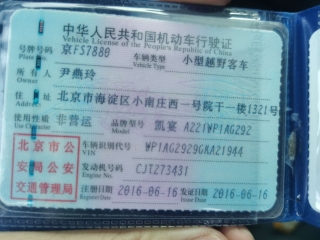 中华人民共和国机动车行驶证
Vehicle License of the People's Republic of China
号牌号码 京FS7880 车辆类型 小型越野客车
Plate No. Vehicle Type
所有人 尹燕玲
Owner
住址 北京市海淀区小南庄西一号院干一楼1321号
Address
使用性质 非营运 品牌型号 凯宴 A221WP1AG292
Use Character Model
北京市公安局公安交通管理局
车辆识别代号 WP1AG2929GKA21944
VIN
发动机号码 CJT273431
Engine No.
注册日期 2016-06-16 发证日期 2016-06-16
Register Date Issue Date